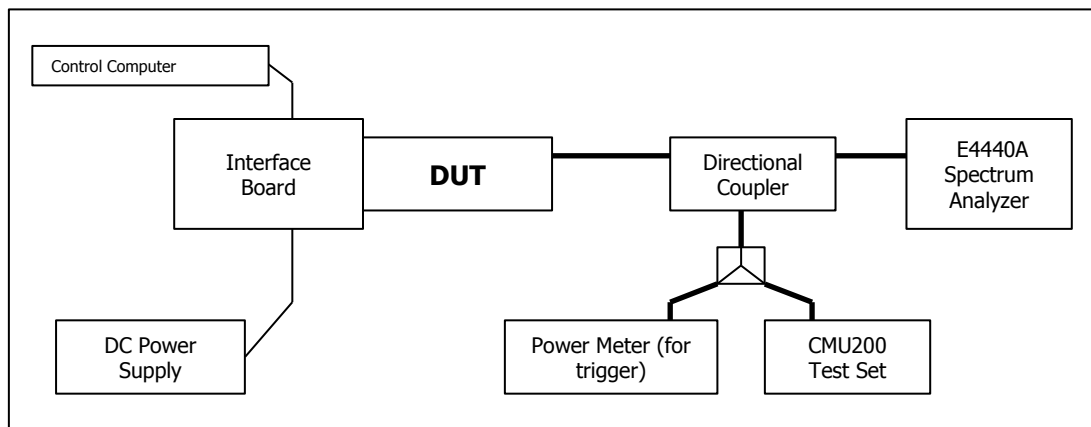 Control Computer
Interface
Board
DUT
Directional
Coupler
E4440A
Spectrum
Analyzer
DC Power
Supply
Power Meter (for
trigger)
CMU200
Test Set